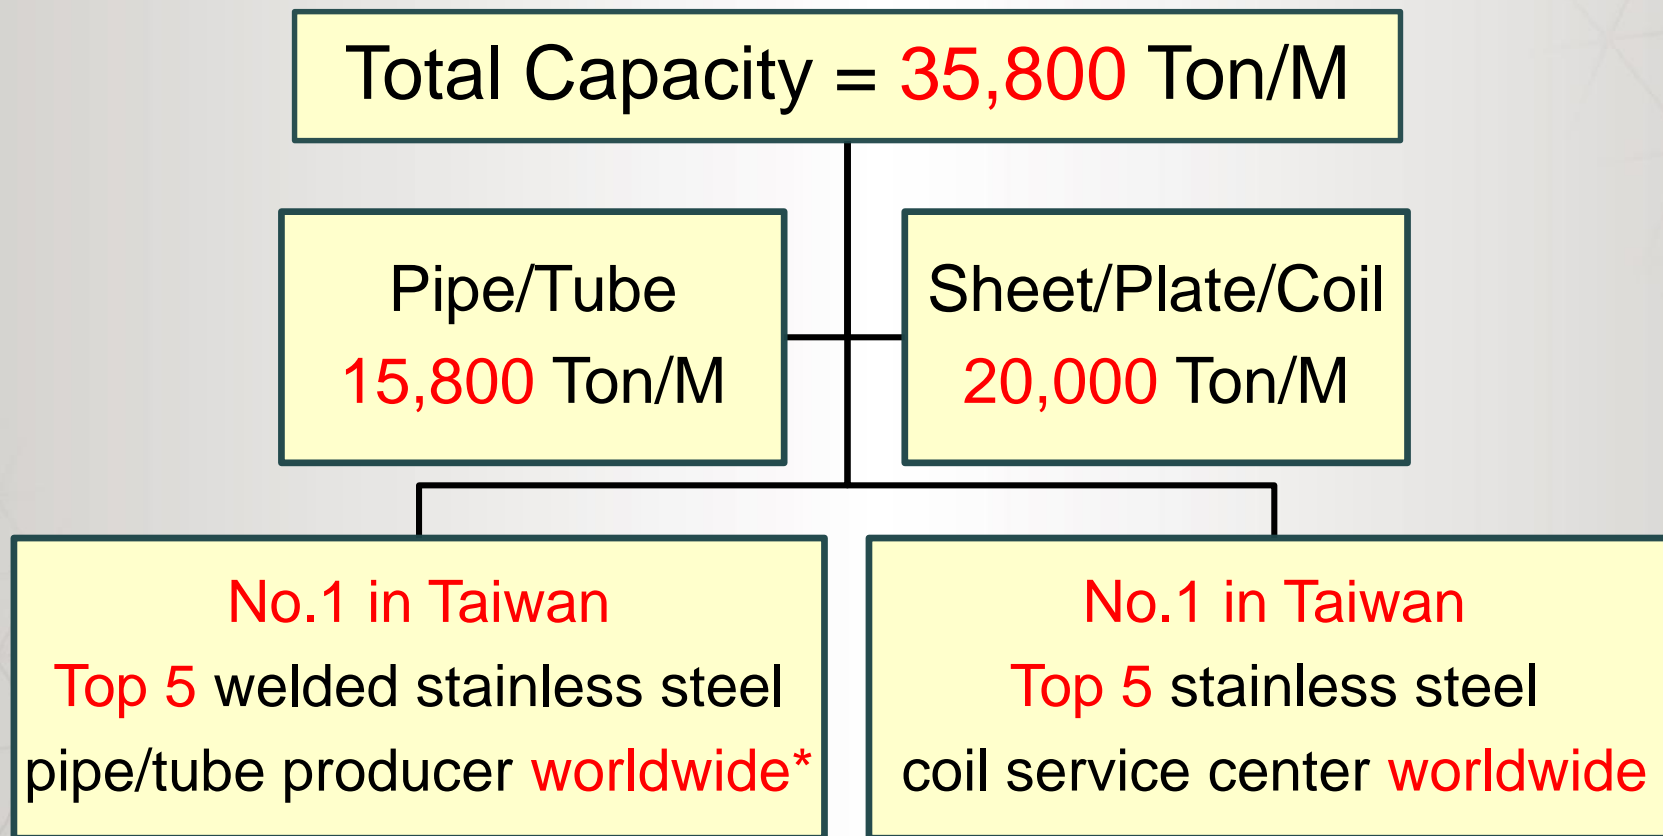 Total Capacity = 35,800 Ton/M
Pipe/Tube
15,800 Ton/M
Sheet/Plate/Coil
20,000 Ton/M
No.1 in Taiwan
Top 5 welded stainless steel
pipe/tube producer worldwide*
No.1 in Taiwan
Top 5 stainless steel
coil service center worldwide